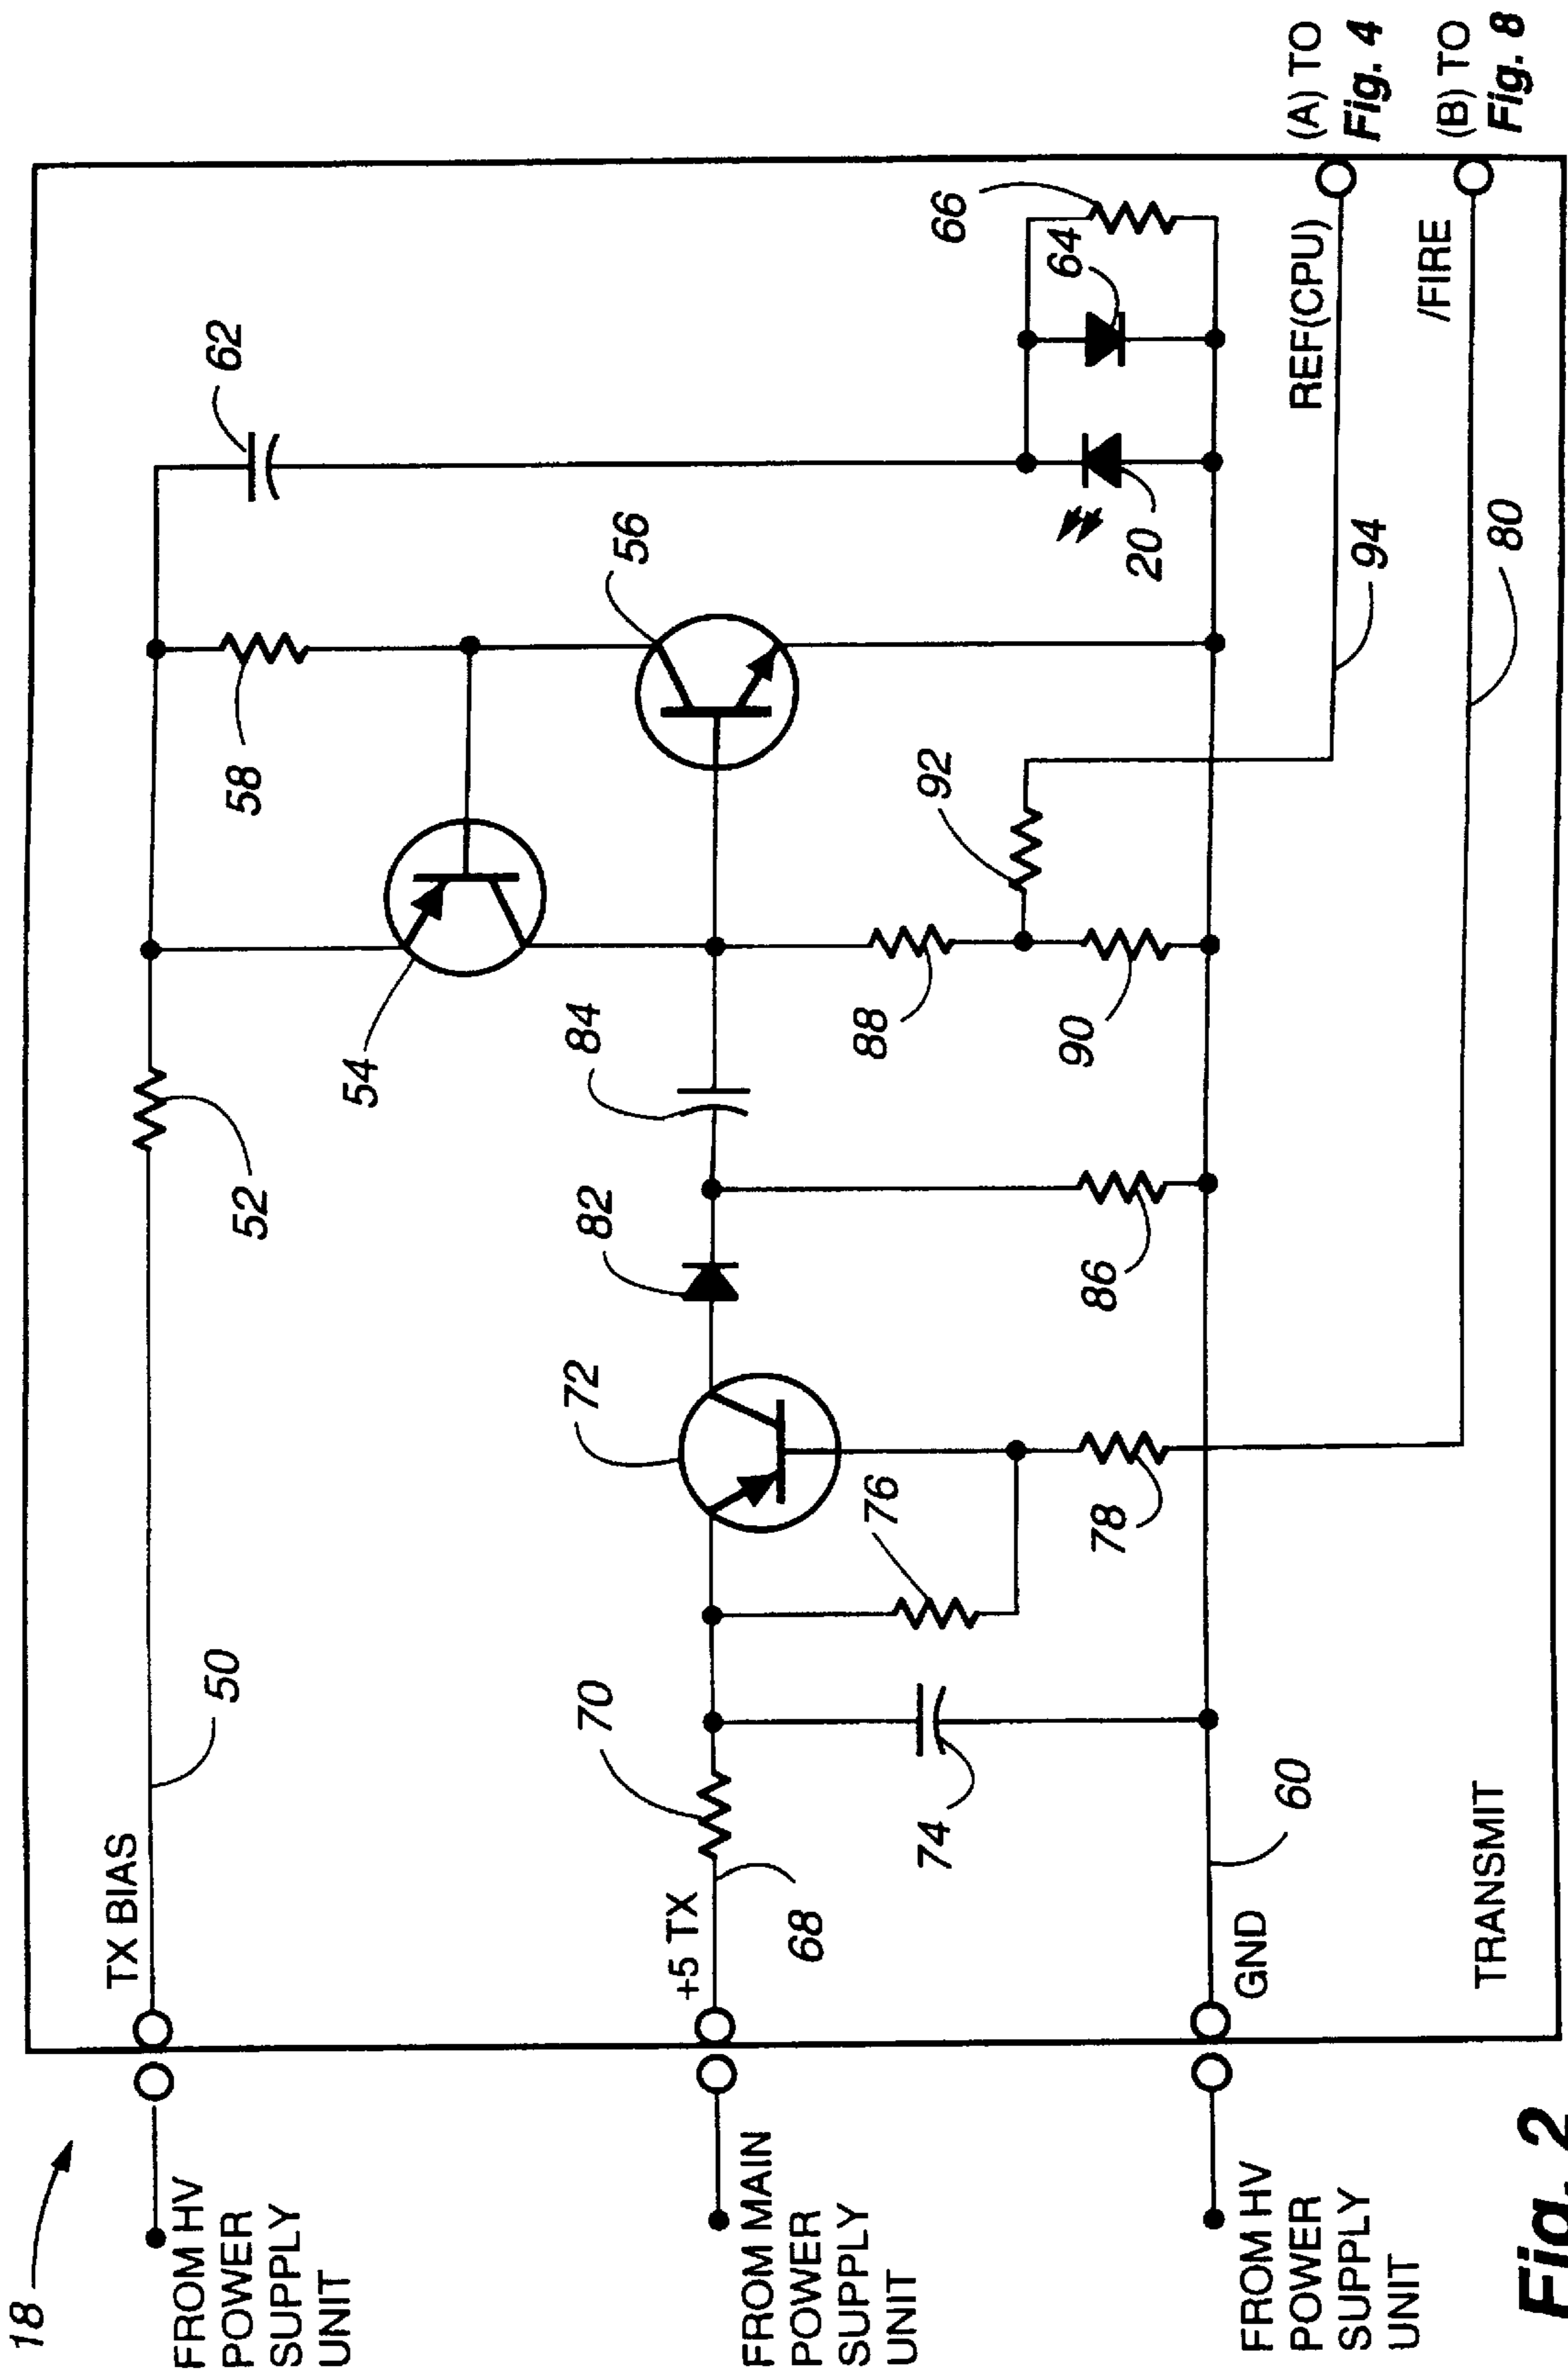 18
FROM HV
POWER
SUPPLY
UNIT
TX BIAS
50
52
54
58
62
56
FROM MAIN
POWER
SUPPLY
UNIT
+5 TX
68
70
74
76
72
82
84
88
90
92
86
78
66
64
20
FROM HV
POWER
SUPPLY
UNIT
GND
60
REF(CPU)
94
(A) TO
Fig. 4
/FIRE
80
(B) TO
Fig. 8
TRANSMIT
Fig. 2